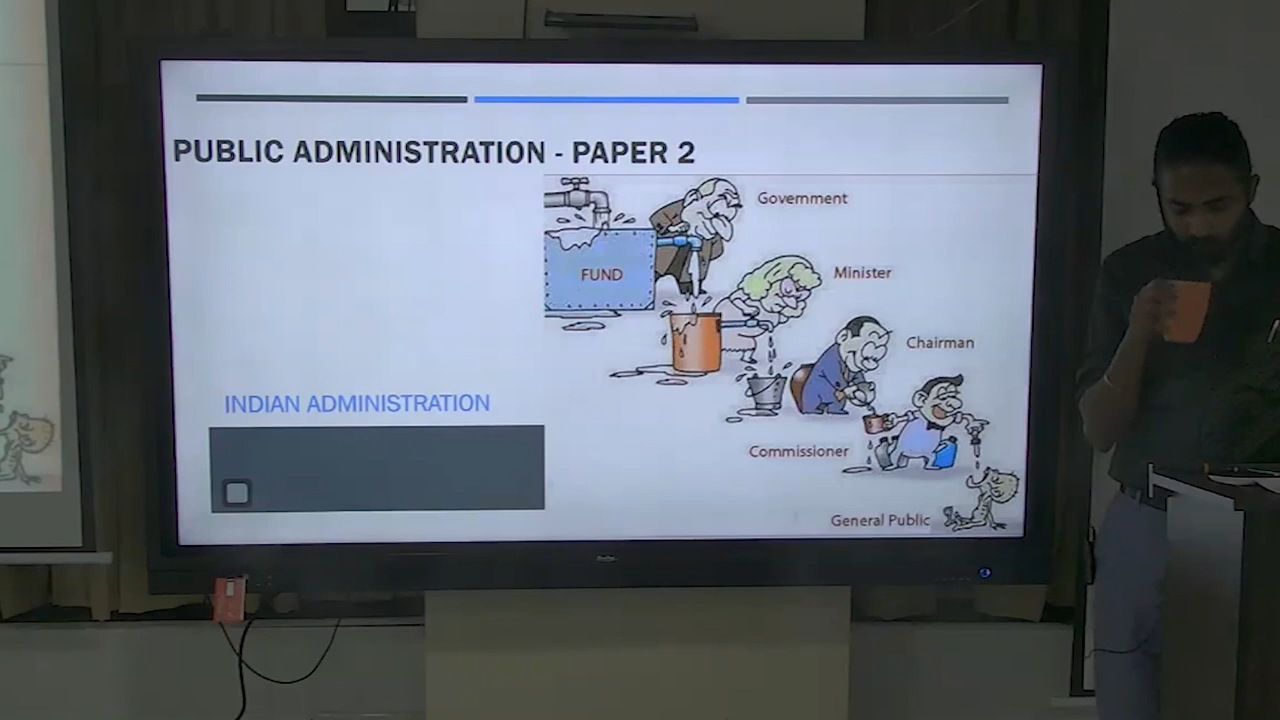 PUBLIC ADMINISTRATION - PAPER 2
Government
FUND
Minister
Chairman
INDIAN ADMINISTRATION
Commissioner
General Public